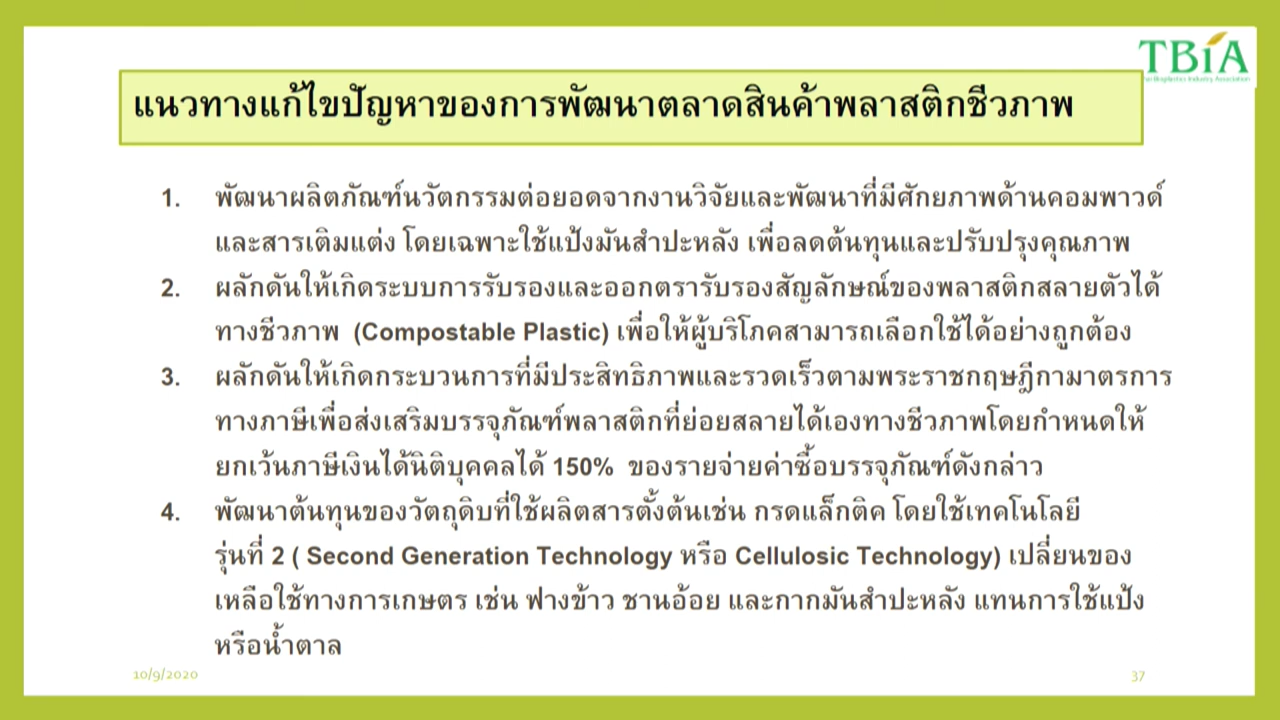 TBiA
Thai Bioplastics Industry Association
แนวทางแก้ไขปัญหาของการพัฒนาตลาดสินค้าพลาสติกชีวภาพ
1. พัฒนาผลิตภัณฑ์นวัตกรรมต่อยอดจากงานวิจัยและพัฒนาที่มีศักยภาพด้านคอมพาวด์
และสารเติมแต่ง โดยเฉพาะใช้แป้งมันสำปะหลัง เพื่อลดต้นทุนและปรับปรุงคุณภาพ
2. ผลักดันให้เกิดระบบการรับรองและออกตรารับรองสัญลักษณ์ของพลาสติกสลายตัวได้
ทางชีวภาพ (Compostable Plastic) เพื่อให้ผู้บริโภคสามารถเลือกใช้ได้อย่างถูกต้อง
3. ผลักดันให้เกิดกระบวนการที่มีประสิทธิภาพและรวดเร็วตามพระราชกฤษฎีกามาตรการ
ทางภาษีเพื่อส่งเสริมบรรจุภัณฑ์พลาสติกที่ย่อยสลายได้เองทางชีวภาพโดยกำหนดให้
ยกเว้นภาษีเงินได้นิติบุคคลได้ 150% ของรายจ่ายค่าซื้อบรรจุภัณฑ์ดังกล่าว
4. พัฒนาต้นทุนของวัตถุดิบที่ใช้ผลิตสารตั้งต้นเช่น กรดแล็กติค โดยใช้เทคโนโลยี
รุ่นที่ 2 ( Second Generation Technology หรือ Cellulosic Technology) เปลี่ยนของ
เหลือใช้ทางการเกษตร เช่น ฟางข้าว ชานอ้อย และกากมันสำปะหลัง แทนการใช้แป้ง
หรือน้ำตาล
10/9/2020
37